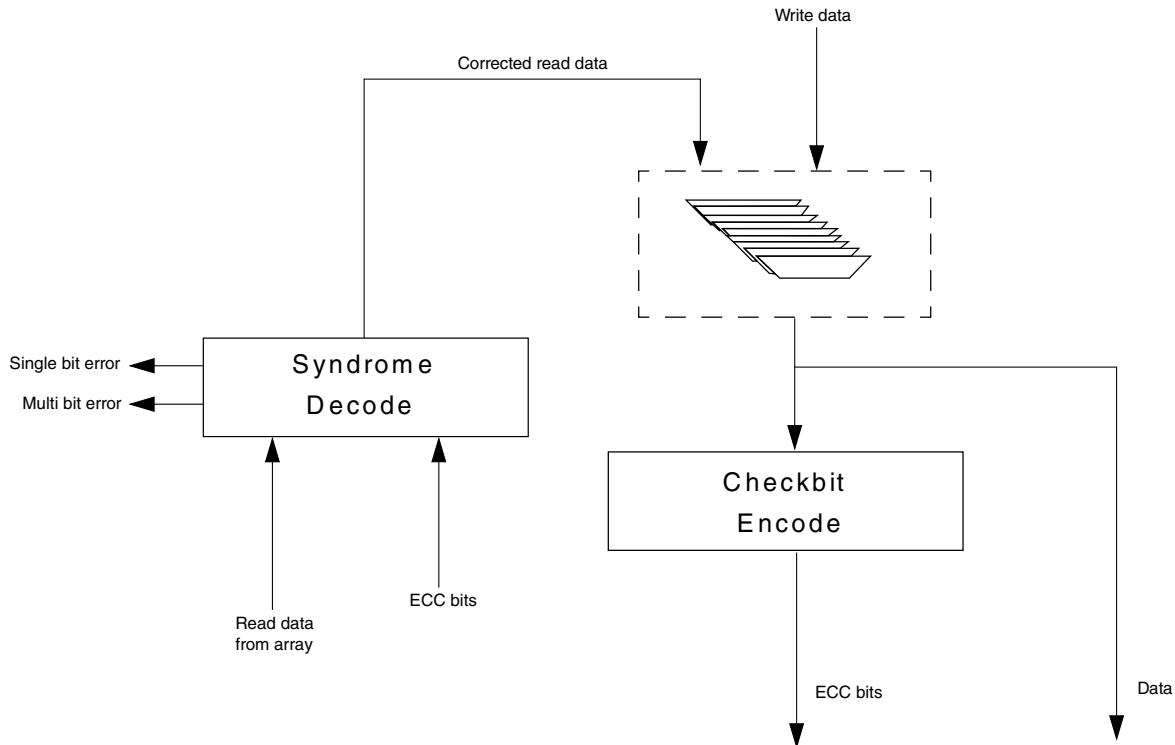 Write data
Corrected read data
Single bit error
Multi bit error
Syndrome
Decode
Checkbit
Encode
Read data
from array
ECC bits
ECC bits
Data